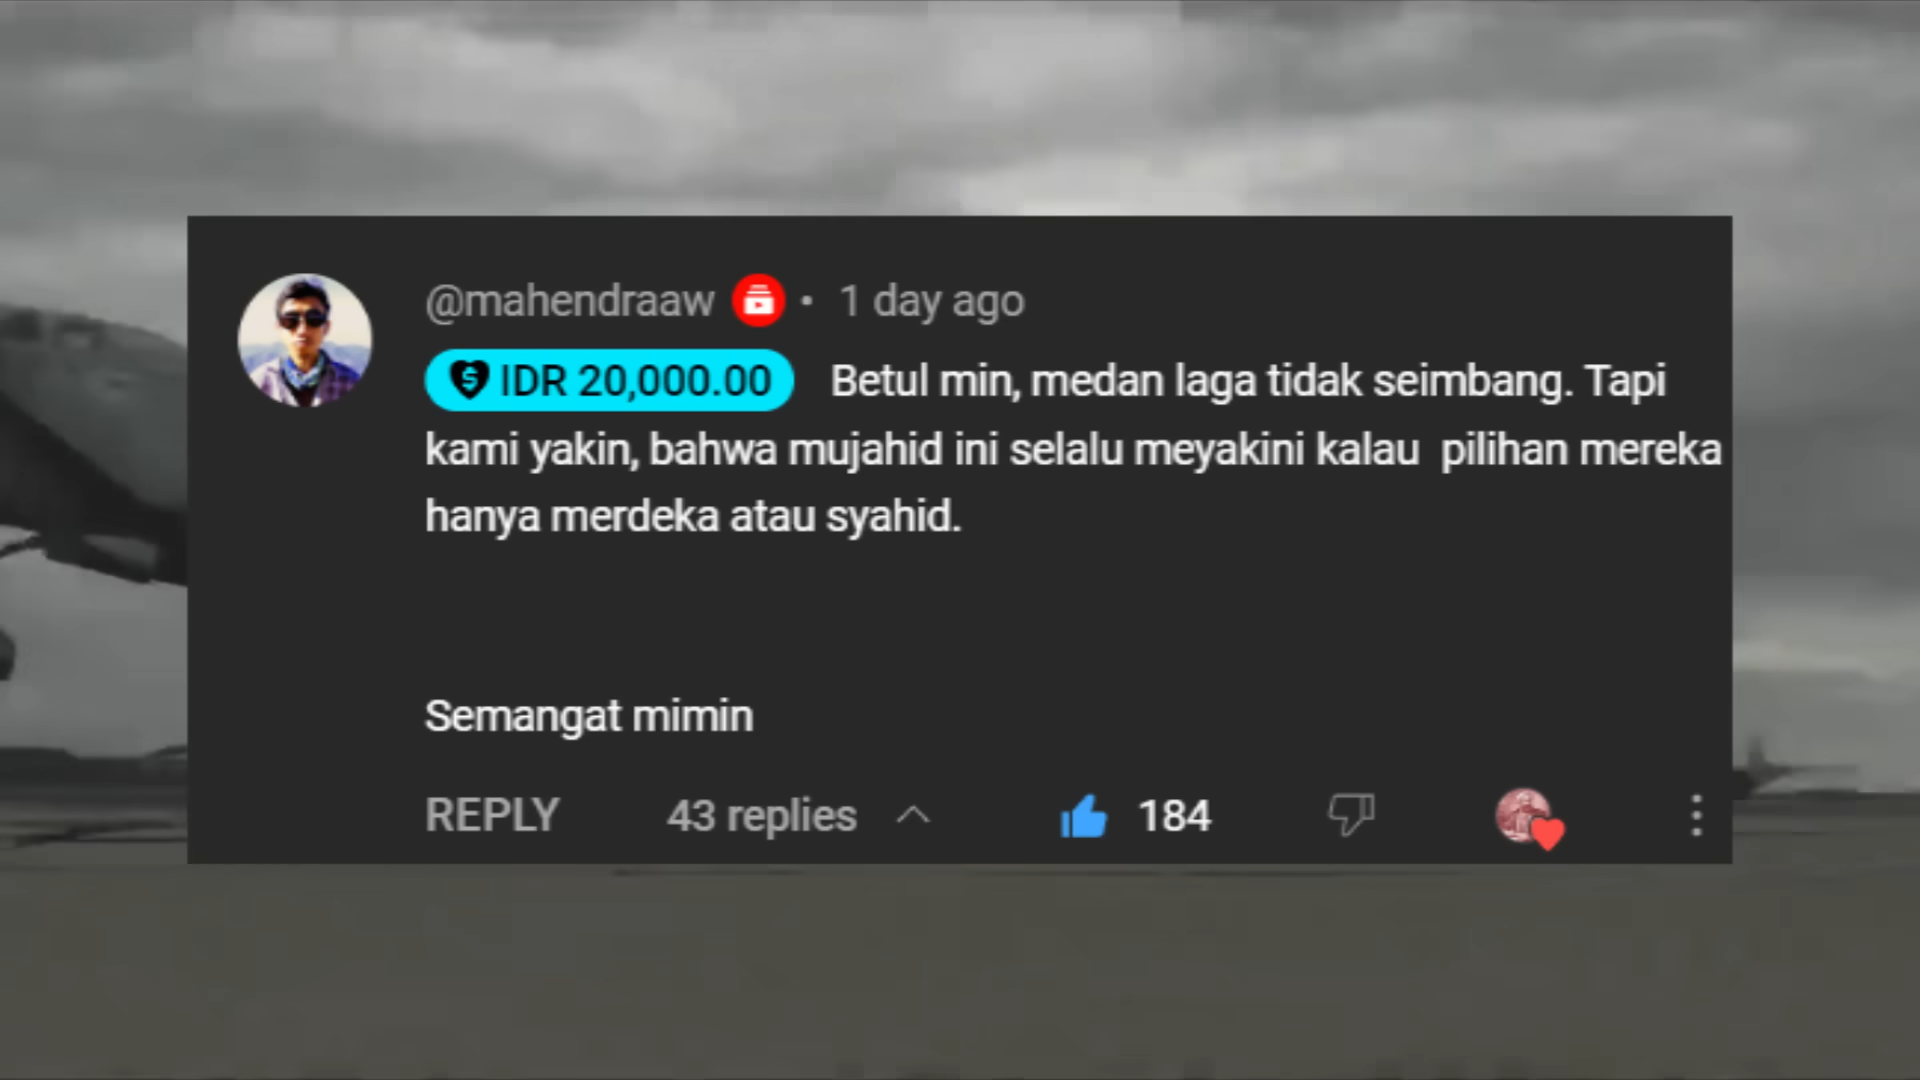 @mahendraaw • 1 day ago
IDR 20,000.00 Betul min, medan laga tidak seimbang. Tapi
kami yakin, bahwa mujahid ini selalu meyakini kalau pilihan mereka
hanya merdeka atau syahid.
Semangat mimin
REPLY 43 replies 184